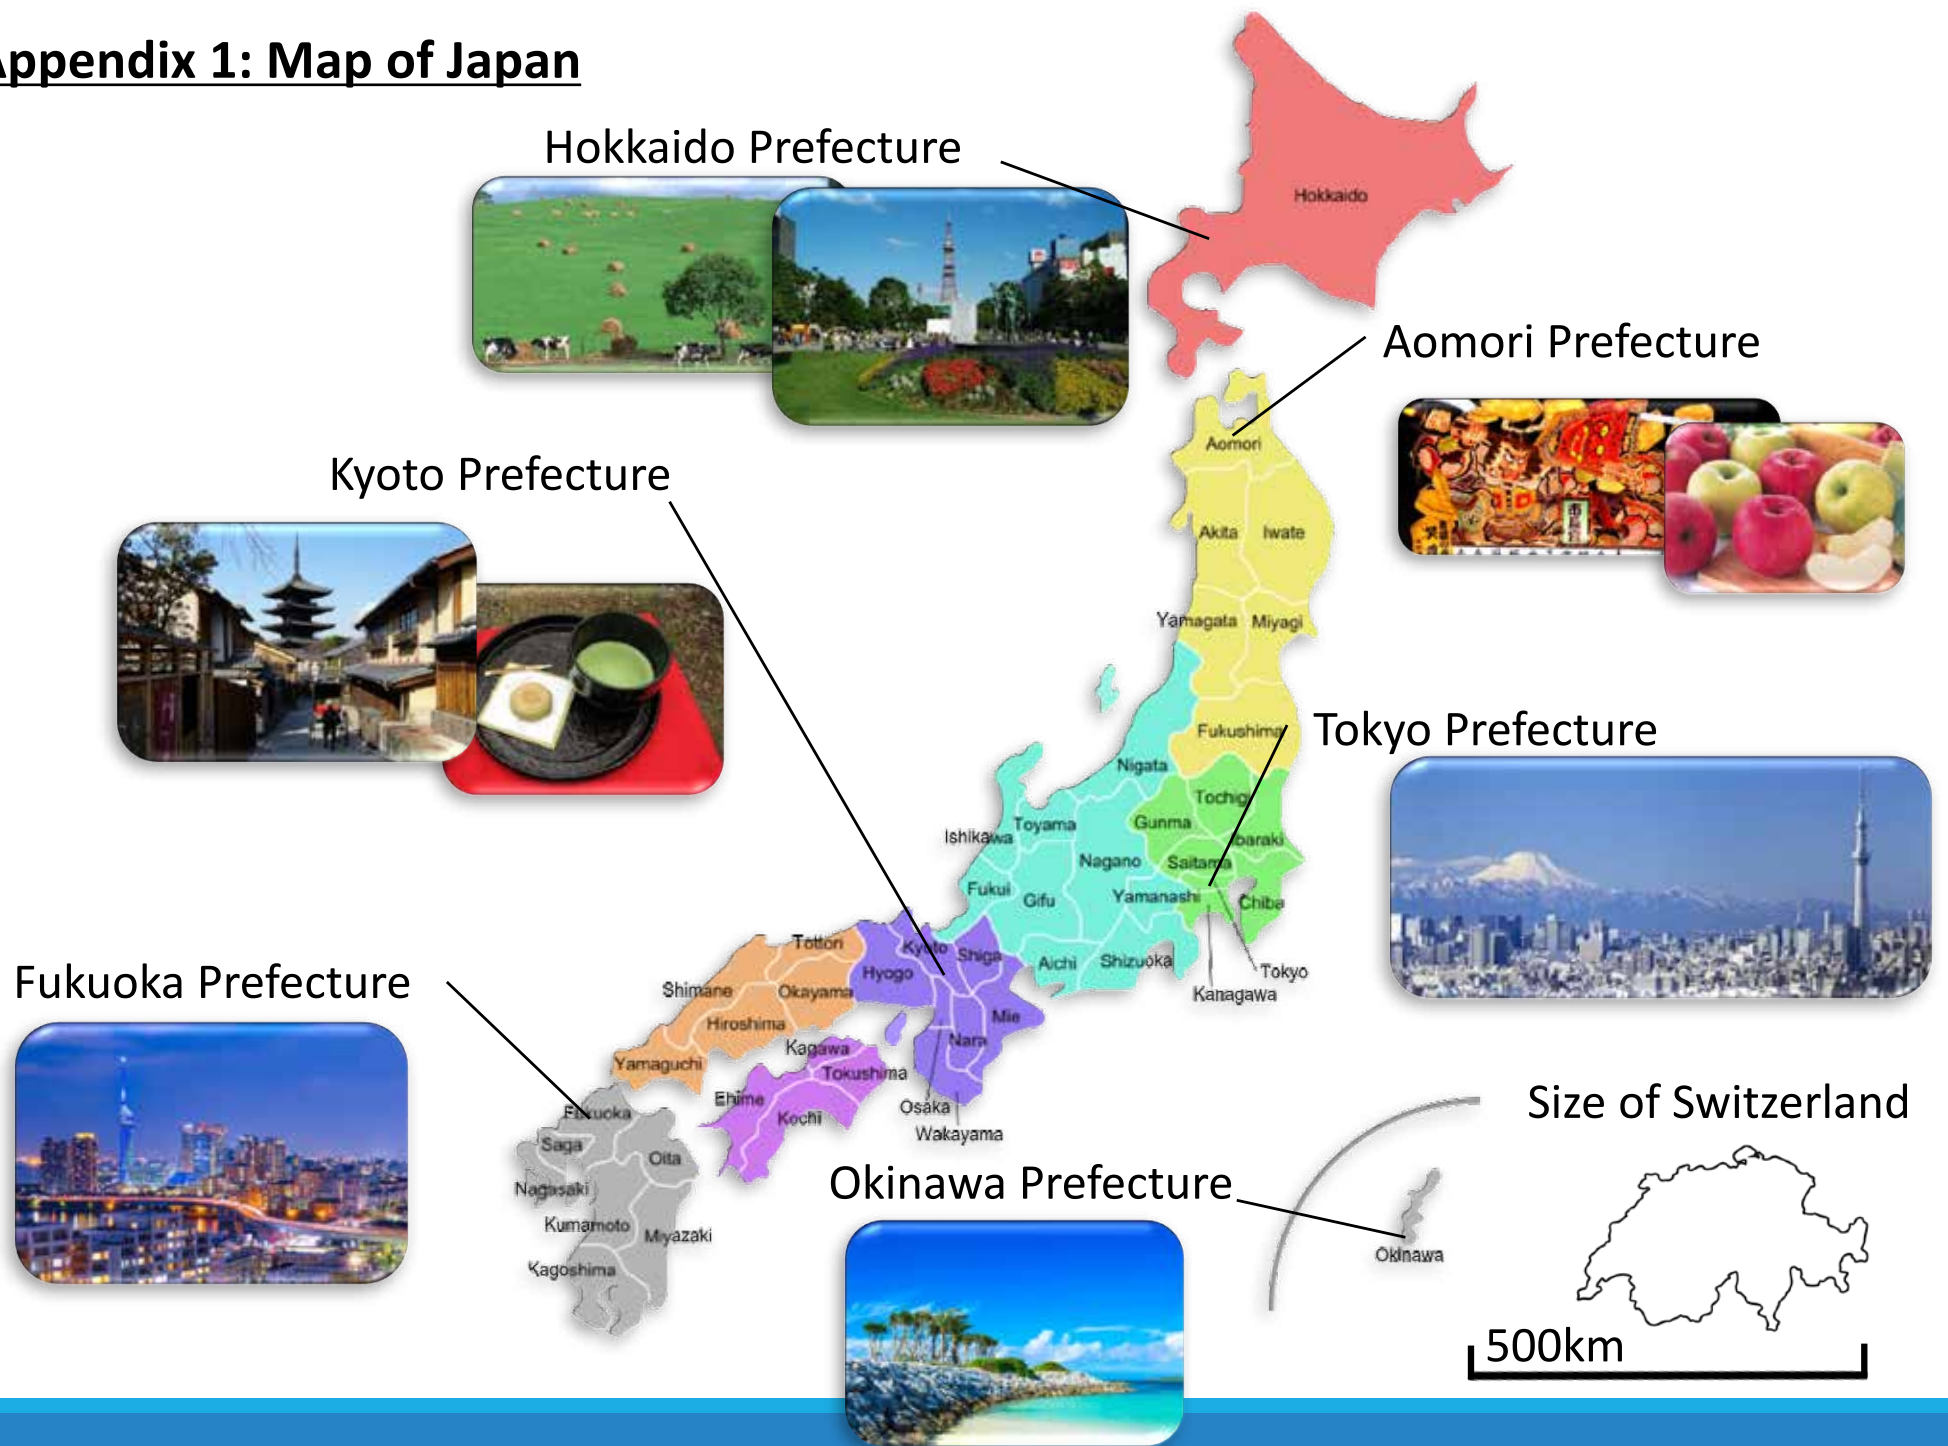 Appendix 1: Map of Japan
Hokkaido Prefecture
Hokkaido
Aomori Prefecture
Aomori
Kyoto Prefecture
Akita
Iwate
Yamagata
Miyagi
Tokyo Prefecture
Fukushima
Nigata
Tochigi
Gunma
Ibaraki
Ishikawa
Toyama
Nagano
Saitama
Fukui
Gifu
Yamanashi
Chiba
Tottori
Kyoto
Shiga
Hyogo
Aichi
Shizuoka
Tokyo
Kanagawa
Fukuoka Prefecture
Shimane
Okayama
Hiroshima
Mie
Nara
Kagawa
Yamaguchi
Tokushima
Ehime
Kochi
Osaka
Wakayama
Fukuoka
Saga
Oita
Nagasaki
Kumamoto
Miyazaki
Kagoshima
Okinawa Prefecture
Okinawa
Size of Switzerland
500km